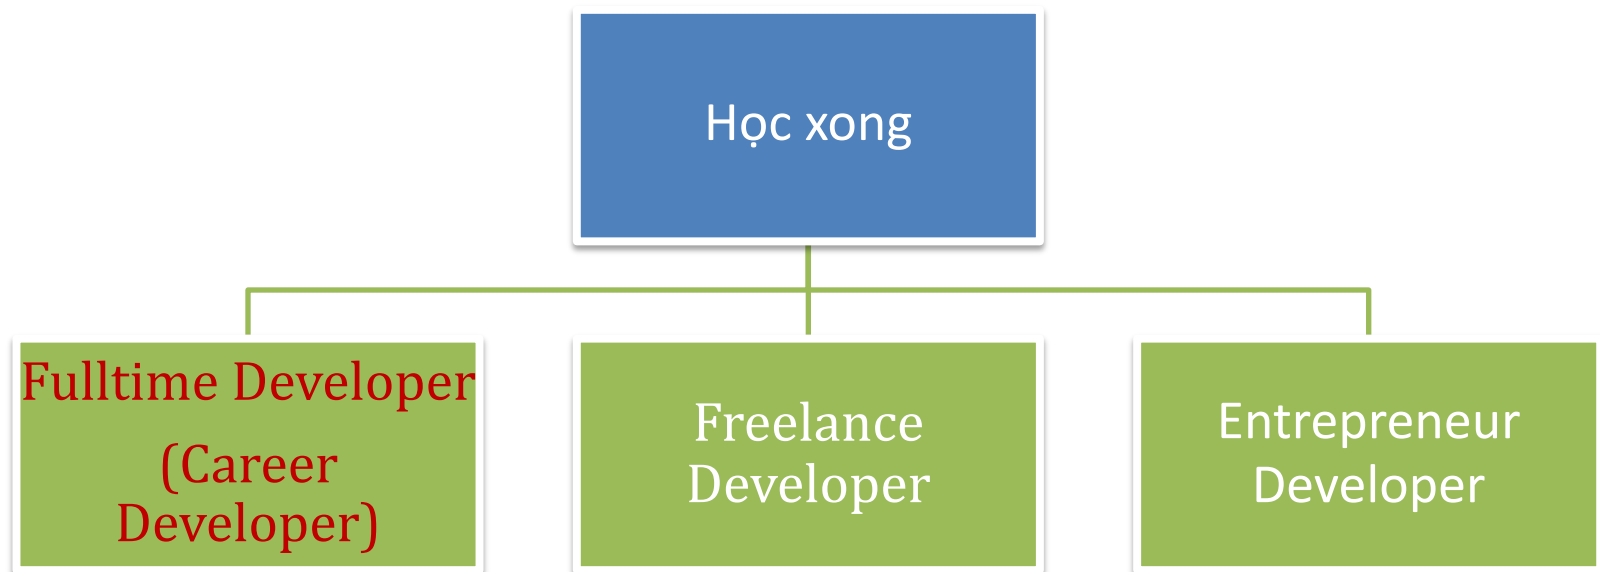 Học xong
Fulltime Developer
(Career
Developer)
Freelance
Developer
Entrepreneur
Developer